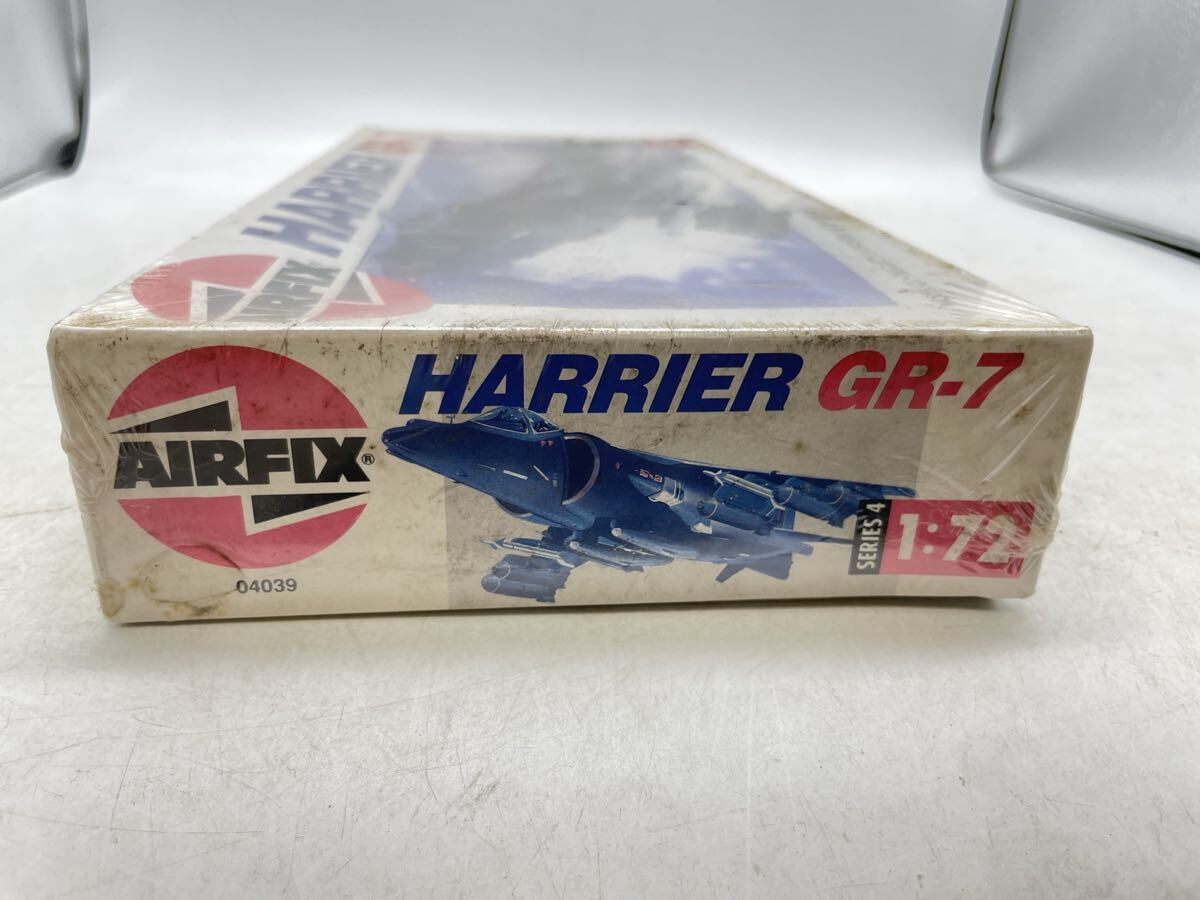 HARRIER
AIRFIX
HARRIER GR-7
AIRFIX®
SERIES 4
1:72
04039